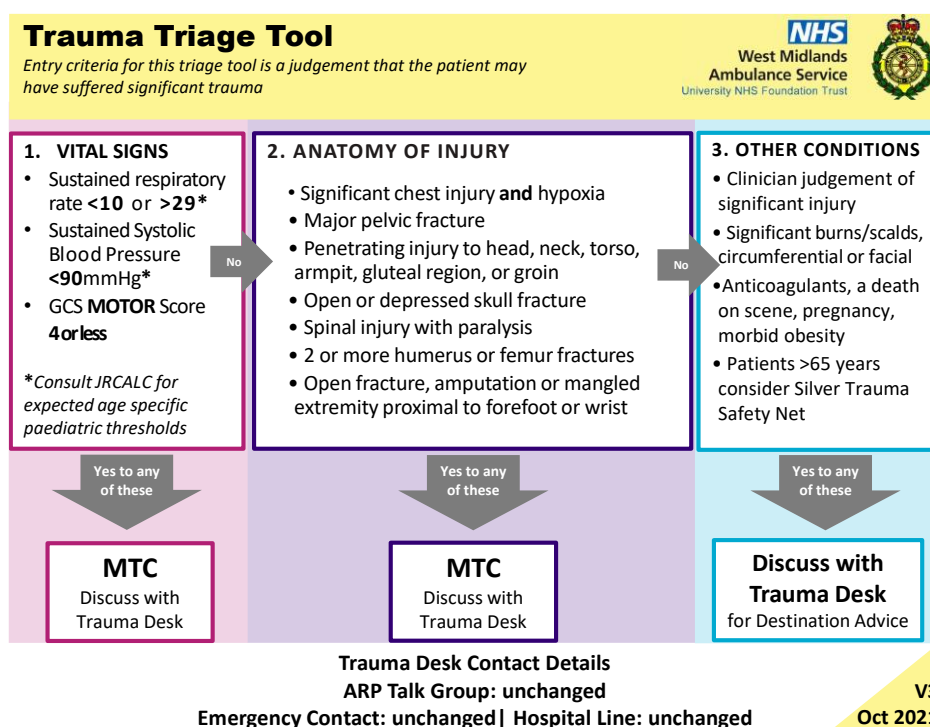 Trauma Triage Tool
Entry criteria for this triage tool is a judgement that the patient may
have suffered significant trauma
NHS
West Midlands
Ambulance Service
University NHS Foundation Trust
1. VITAL SIGNS
• Sustained respiratory
rate <10 or >29*
• Sustained Systolic
Blood Pressure
<90mmHg*
• GCS MOTOR Score
4 or less
*Consult JRCALC for
expected age specific
paediatric thresholds
No
2. ANATOMY OF INJURY
• Significant chest injury and hypoxia
• Major pelvic fracture
• Penetrating injury to head, neck, torso,
armpit, gluteal region, or groin
• Open or depressed skull fracture
• Spinal injury with paralysis
• 2 or more humerus or femur fractures
• Open fracture, amputation or mangled
extremity proximal to forefoot or wrist
No
3. OTHER CONDITIONS
• Clinician judgement of
significant injury
• Significant burns/scalds,
circumferential or facial
•Anticoagulants, a death
on scene, pregnancy,
morbid obesity
• Patients >65 years
consider Silver Trauma
Safety Net
Yes to any
of these
Yes to any
of these
Yes to any
of these
MTC
Discuss with
Trauma Desk
MTC
Discuss with
Trauma Desk
Discuss with
Trauma Desk
for Destination Advice
Trauma Desk Contact Details
ARP Talk Group: unchanged
Emergency Contact: unchanged| Hospital Line: unchanged
V3
Oct 2021